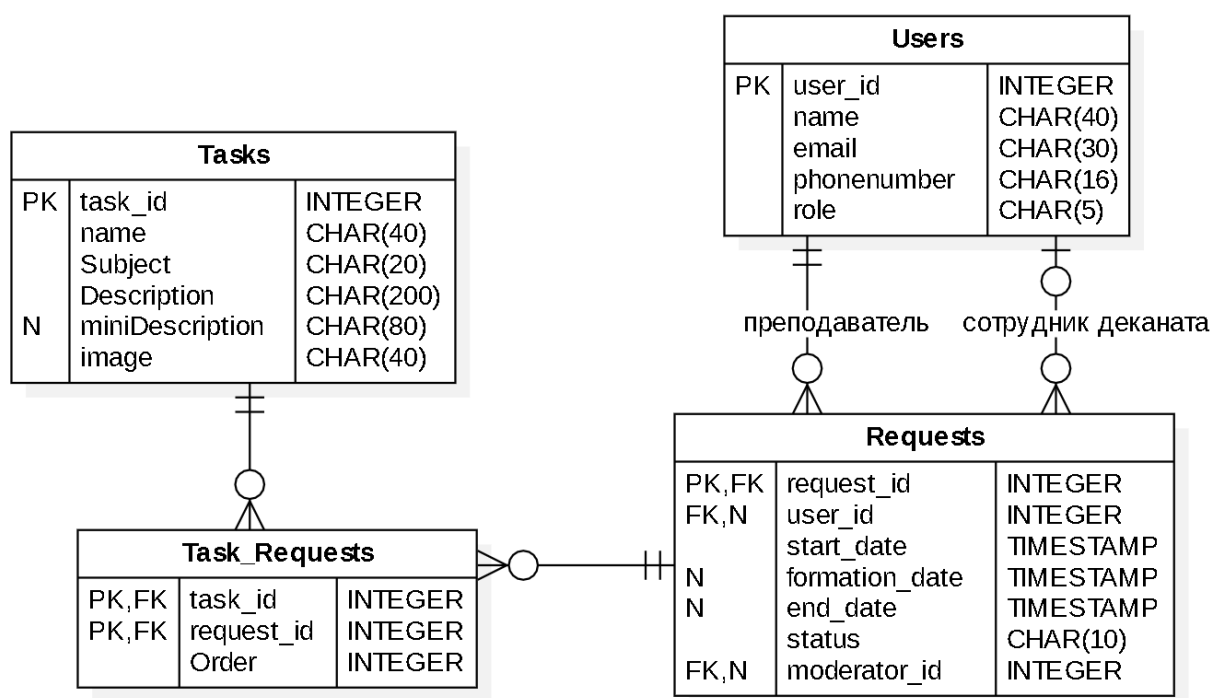 Users
PK user_id INTEGER
name CHAR(40)
email CHAR(30)
phonenumber CHAR(16)
role CHAR(5)
Tasks
PK task_id INTEGER
name CHAR(40)
Subject CHAR(20)
Description CHAR(200)
N miniDescription CHAR(80)
image CHAR(40)
преподаватель сотрудник деканата
Requests
PK,FK request_id INTEGER
FK,N user_id INTEGER
start_date TIMESTAMP
N formation_date TIMESTAMP
N end_date TIMESTAMP
status CHAR(10)
FK,N moderator_id INTEGER
Task_Requests
PK,FK task_id INTEGER
PK,FK request_id INTEGER
Order INTEGER